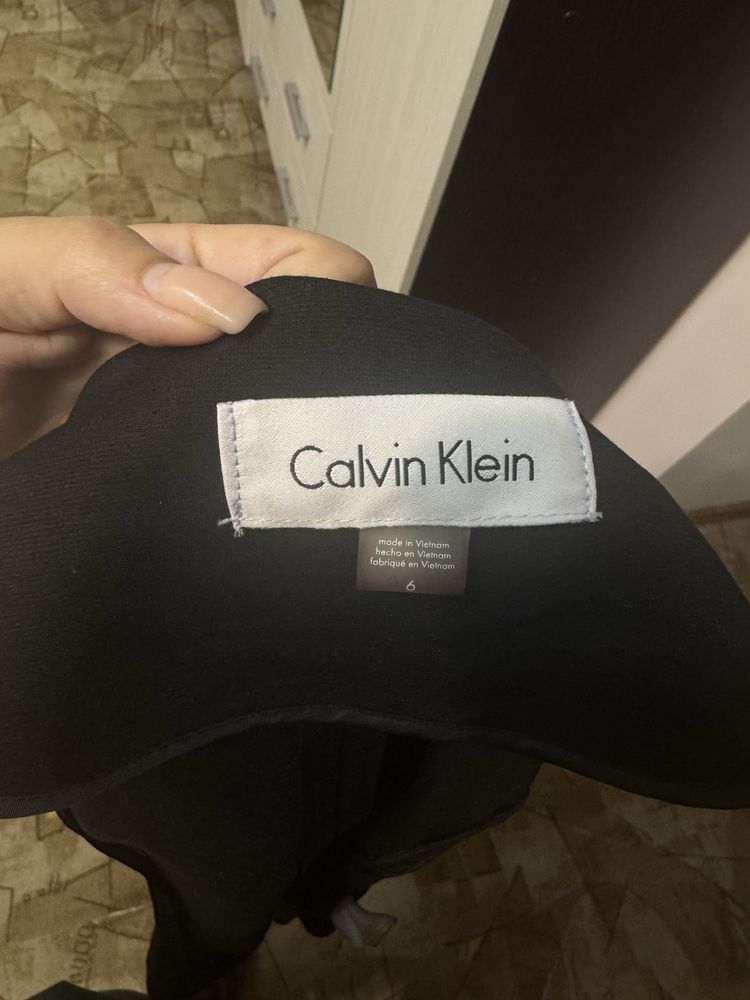 Calvin Klein
made in Vietnam
hecho en Vietnam
fabriqué en Vietnam
6